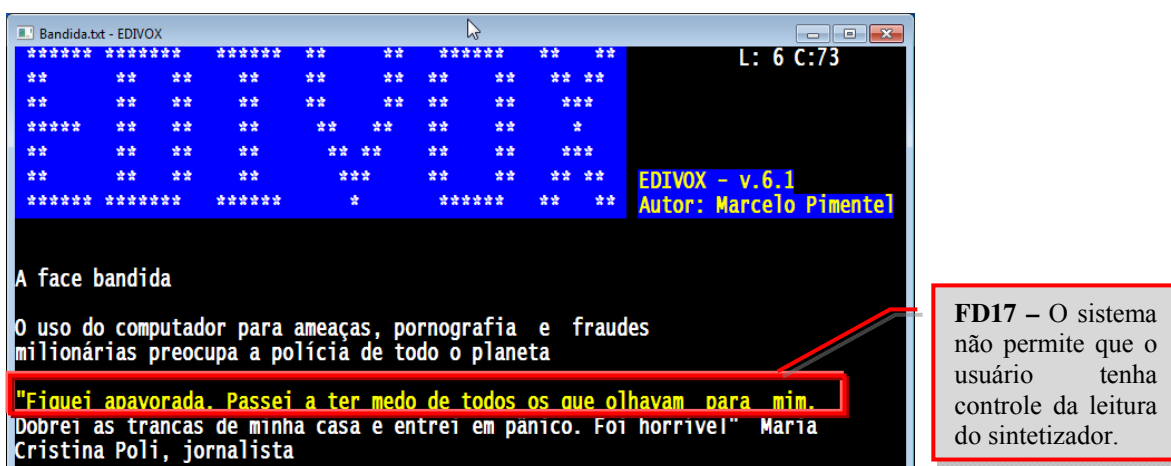 Bandida.txt - EDIVOX
L: 6 C:73
EDIVOX - v.6.1
Autor: Marcelo Pimentel
A face bandida
O uso do computador para ameaças, pornografia e fraudes
milionárias preocupa a polícia de todo o planeta
"Fiquei apavorada. Passei a ter medo de todos os que olhavam para mim.
Dobrei as trancas de minha casa e entrei em pânico. Foi horrível" Maria
Cristina Poli, jornalista
FD17 – O sistema
não permite que o
usuário tenha
controle da leitura
do sintetizador.